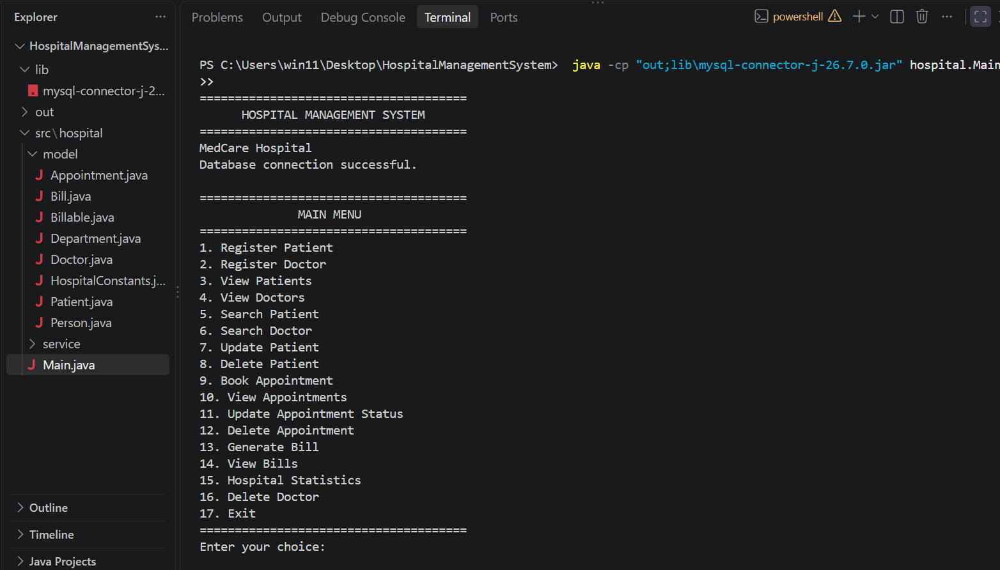 Explorer
HospitalManagementSys...
lib
mysql-connector-j-2...
out
src\hospital
model
Appointment.java
Bill.java
Billable.java
Department.java
Doctor.java
HospitalConstants.j...
Patient.java
Person.java
service
Main.java
Outline
Timeline
Java Projects
Problems Output Debug Console Terminal Ports
powershell
PS C:\Users\win11\Desktop\HospitalManagementSystem> java -cp "out;lib\mysql-connector-j-26.7.0.jar" hospital.Main
>>
======================================
HOSPITAL MANAGEMENT SYSTEM
======================================
MedCare Hospital
Database connection successful.
======================================
MAIN MENU
======================================
1. Register Patient
2. Register Doctor
3. View Patients
4. View Doctors
5. Search Patient
6. Search Doctor
7. Update Patient
8. Delete Patient
9. Book Appointment
10. View Appointments
11. Update Appointment Status
12. Delete Appointment
13. Generate Bill
14. View Bills
15. Hospital Statistics
16. Delete Doctor
17. Exit
======================================
Enter your choice: